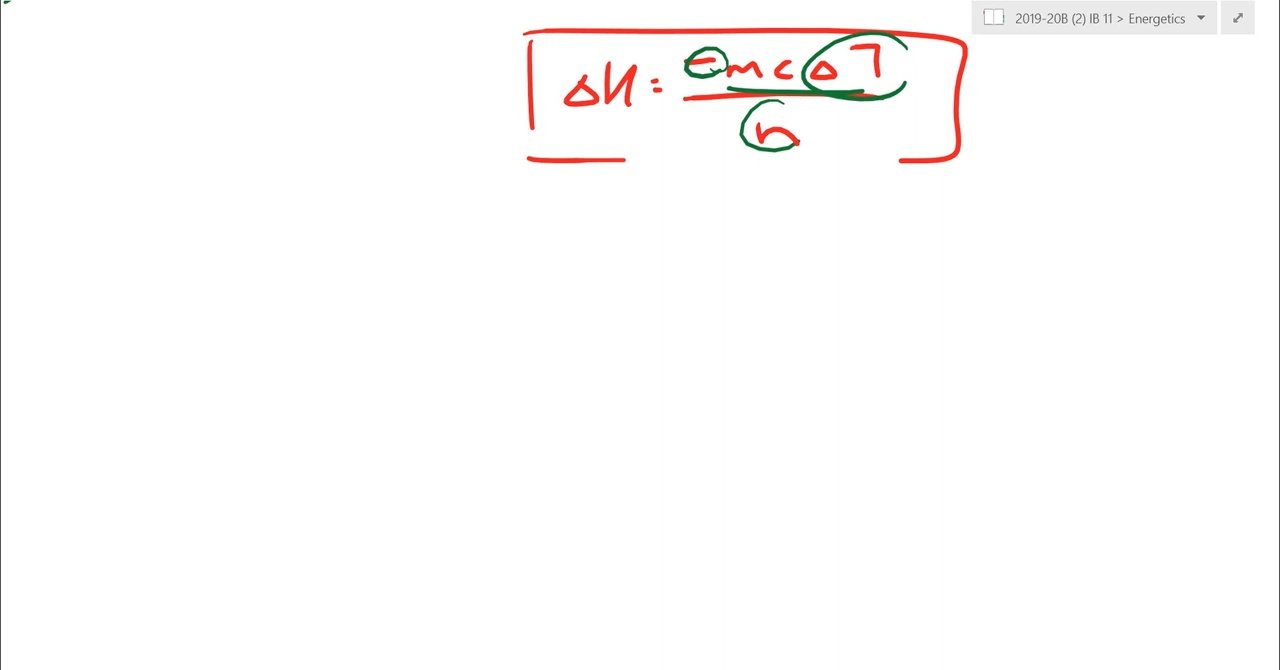 2019-20B (2) IB 11 > Energetics
ΔH = -mcΔT
n